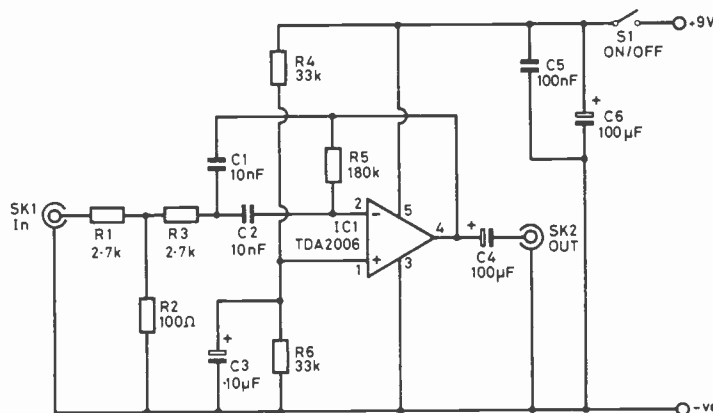 +9V
S1
ON/OFF
R4
33k
C5
100nF
C6
+
100µF
C1
10nF
R5
180k
SK1
In
R1
2·7k
R3
2·7k
C2
10nF
2
-
IC1
TDA2006
5
4
+
C4
100µF
SK2
OUT
1
+
3
R2
100Ω
+
C3
10µF
R6
33k
-ve